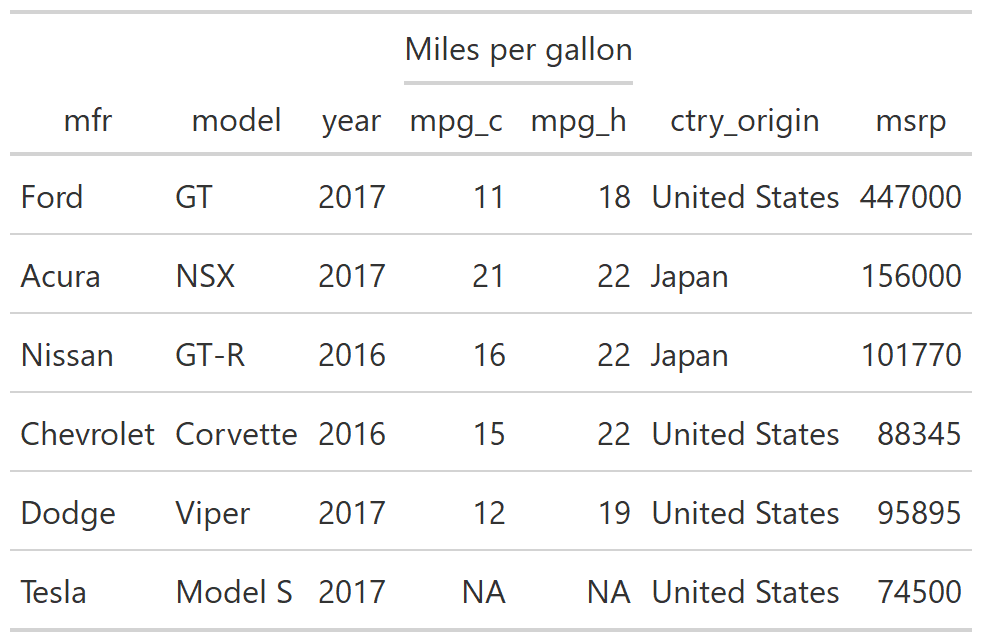 Miles per gallon
mfr model year mpg_c mpg_h ctry_origin msrp
Ford GT 2017 11 18 United States 447000
Acura NSX 2017 21 22 Japan 156000
Nissan GT-R 2016 16 22 Japan 101770
Chevrolet Corvette 2016 15 22 United States 88345
Dodge Viper 2017 12 19 United States 95895
Tesla Model S 2017 NA NA United States 74500